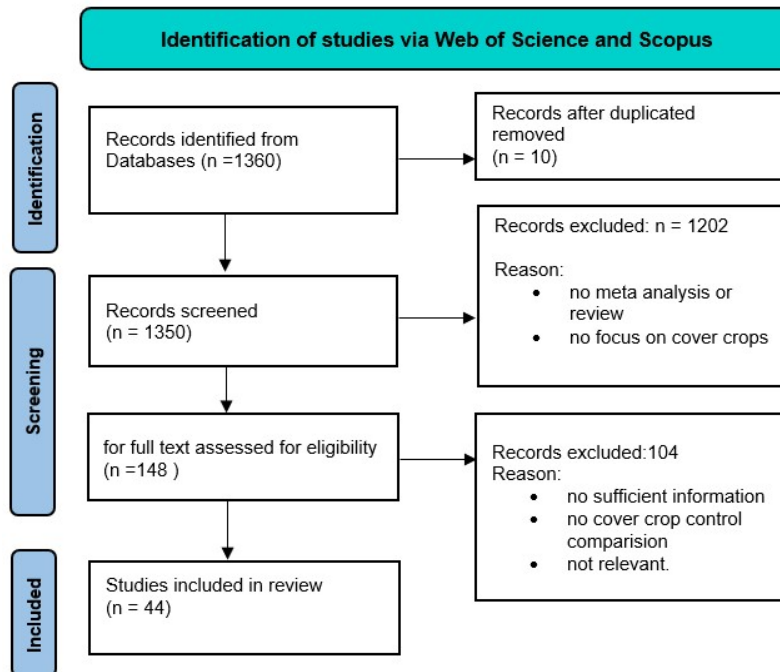 Identification of studies via Web of Science and Scopus
Identification
Records identified from
Databases (n =1360)
Records after duplicated
removed
(n = 10)
Screening
Records screened
(n = 1350)
Records excluded: n = 1202
Reason:
• no meta analysis or
review
• no focus on cover crops
for full text assessed for eligibility
(n =148 )
Records excluded:104
Reason:
• no sufficient information
• no cover crop control
comparision
• not relevant.
Included
Studies included in review
(n = 44)